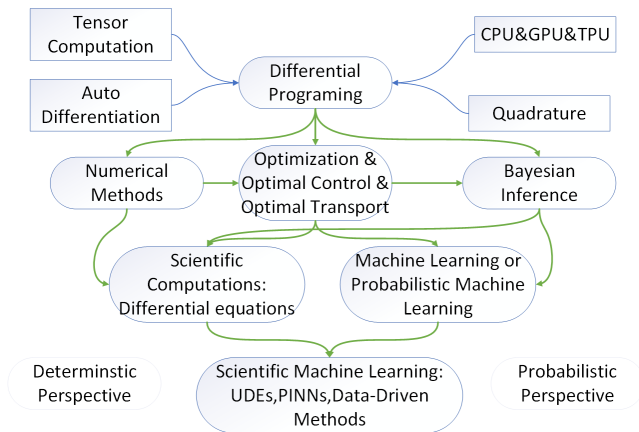 Tensor
Computation
CPU&GPU&TPU
Differential
Programing
Auto
Differentiation
Quadrature
Numerical
Methods
Optimization &
Optimal Control &
Optimal Transport
Bayesian
Inference
Scientific
Computations:
Differential equations
Machine Learning or
Probabilistic Machine
Learning
Determinstic
Perspective
Scientific Machine Learning:
UDEs,PINNs,Data-Driven
Methods
Probabilistic
Perspective